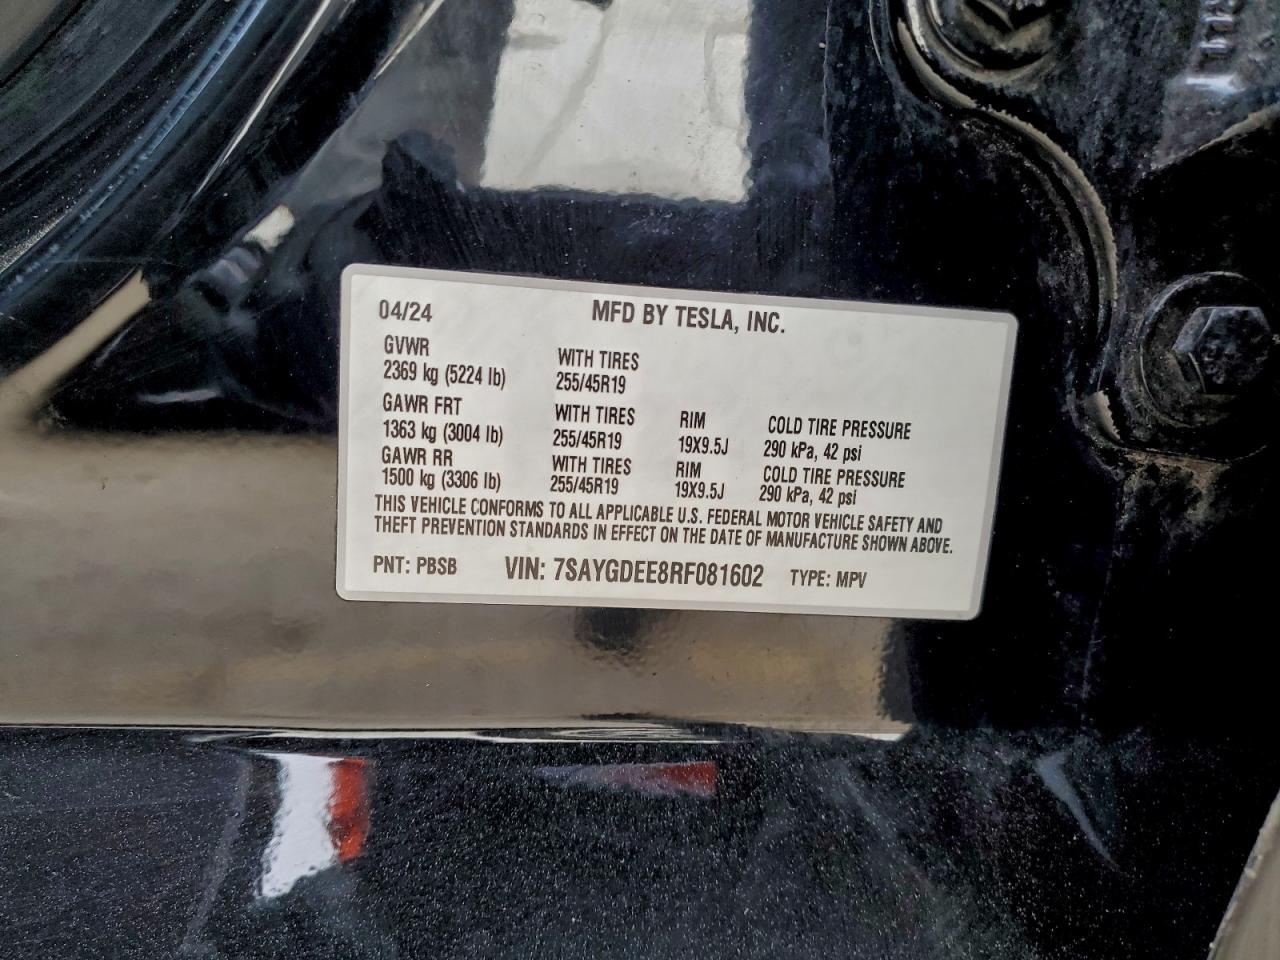 04/24 MFD BY TESLA, INC.
GVWR WITH TIRES
2369 kg (5224 lb) 255/45R19
GAWR FRT WITH TIRES RIM COLD TIRE PRESSURE
1363 kg (3004 lb) 255/45R19 19X9.5J 290 kPa, 42 psi
GAWR RR WITH TIRES RIM COLD TIRE PRESSURE
1500 kg (3306 lb) 255/45R19 19X9.5J 290 kPa, 42 psi
THIS VEHICLE CONFORMS TO ALL APPLICABLE U.S. FEDERAL MOTOR VEHICLE SAFETY AND
THEFT PREVENTION STANDARDS IN EFFECT ON THE DATE OF MANUFACTURE SHOWN ABOVE.
PNT: PBSB VIN: 7SAYGDEE8RF081602 TYPE: MPV